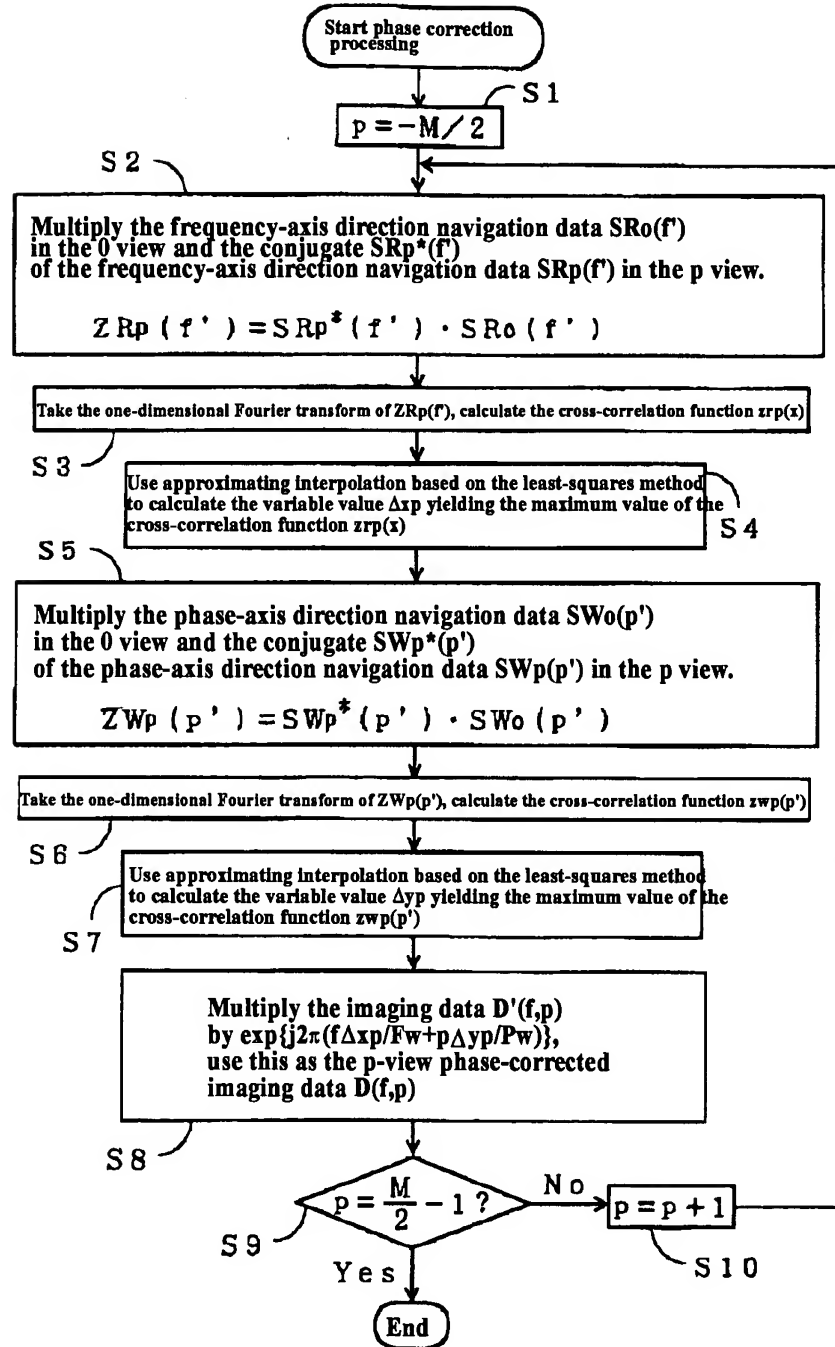 Start phase correction
processing
S1
p = -M/2
S2
Multiply the frequency-axis direction navigation data SRo(f')
in the 0 view and the conjugate SRp*(f')
of the frequency-axis direction navigation data SRp(f') in the p view.
ZRp(f') = SRp*(f') · SRo(f')
Take the one-dimensional Fourier transform of ZRp(f'), calculate the cross-correlation function zrp(x)
S3
Use approximating interpolation based on the least-squares method
to calculate the variable value Δxp yielding the maximum value of the
cross-correlation function zrp(x)
S4
S5
Multiply the phase-axis direction navigation data SWo(p')
in the 0 view and the conjugate SWp*(p')
of the phase-axis direction navigation data SWp(p') in the p view.
ZWp(p') = SWp*(p') · SWo(p')
Take the one-dimensional Fourier transform of ZWp(p'), calculate the cross-correlation function zwp(p')
S6
Use approximating interpolation based on the least-squares method
to calculate the variable value Δyp yielding the maximum value of the
cross-correlation function zwp(p')
S7
Multiply the imaging data D'(f,p)
by exp{j2π(fΔxp/Fw+pΔyp/Pw)},
use this as the p-view phase-corrected
imaging data D(f,p)
S8
p = M/2 - 1 ?
No
p = p + 1
S9
S10
Yes
End